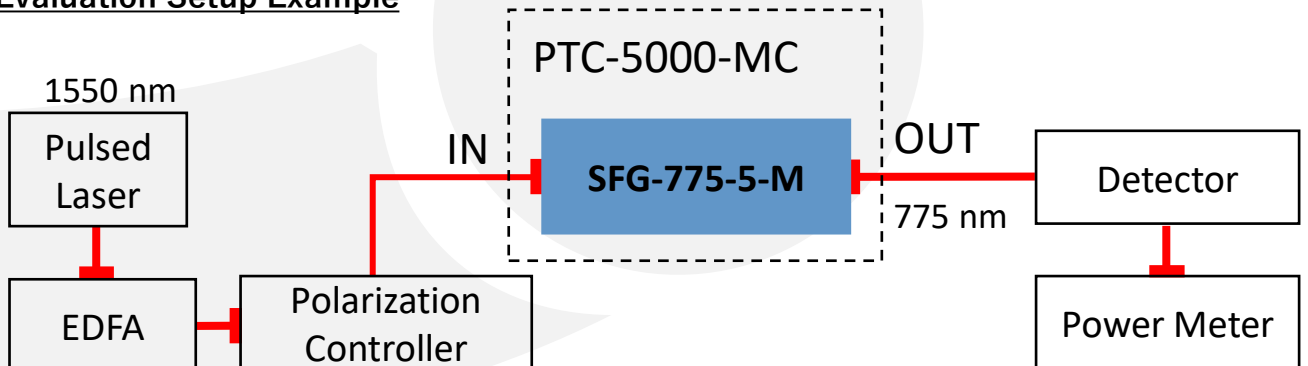 Evaluation Setup Example
PTC-5000-MC
1550 nm
Pulsed
Laser
IN
SFG-775-5-M
OUT
775 nm
Detector
EDFA
Polarization
Controller
Power Meter